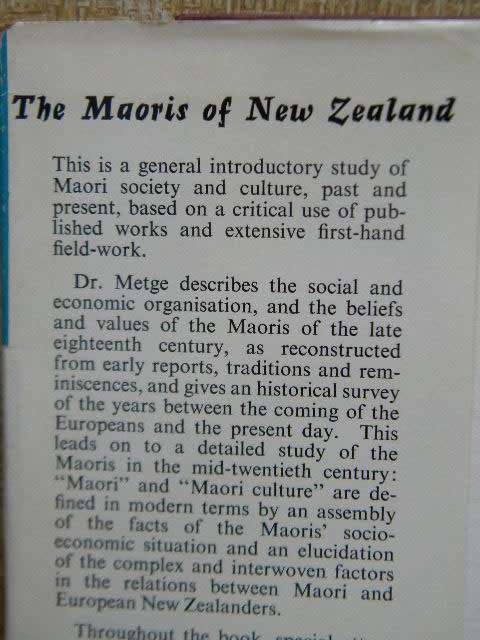 The Maoris of New Zealand
This is a general introductory study of
Maori society and culture, past and
present, based on a critical use of pub-
lished works and extensive first-hand
field-work.
Dr. Metge describes the social and
economic organisation, and the beliefs
and values of the Maoris of the late
eighteenth century, as reconstructed
from early reports, traditions and rem-
iniscences, and gives an historical survey
of the years between the coming of the
Europeans and the present day. This
leads on to a detailed study of the
Maoris in the mid-twentieth century:
"Maori" and "Maori culture" are de-
fined in modern terms by an assembly
of the facts of the Maoris' socio-
economic situation and an elucidation
of the complex and interwoven factors
in the relations between Maori and
European New Zealanders.
Throughout the book, special